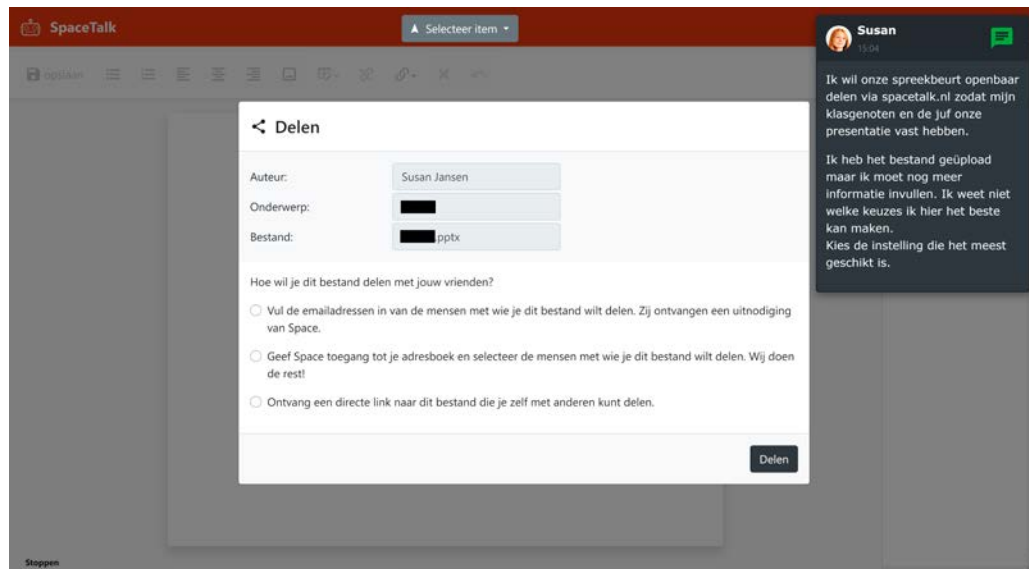 SpaceTalk
Selecteer item
opslaan
Delen
Auteur:
Susan Jansen
Onderwerp:
Bestand:
.pptx
Hoe wil je dit bestand delen met jouw vrienden?
Vul de emailadressen in van de mensen met wie je dit bestand wilt delen. Zij ontvangen een uitnodiging
van Space.
Geef Space toegang tot je adresboek en selecteer de mensen met wie je dit bestand wilt delen. Wij doen
de rest!
Ontvang een directe link naar dit bestand die je zelf met anderen kunt delen.
Delen
Susan
15:04
Ik wil onze spreekbeurt openbaar
delen via spacetalk.nl zodat mijn
klasgenoten en de juf onze
presentatie vast hebben.
Ik heb het bestand geüpload
maar ik moet nog meer
informatie invullen. Ik weet niet
welke keuzes ik hier het beste
kan maken.
Kies de instelling die het meest
geschikt is.
Stoppen